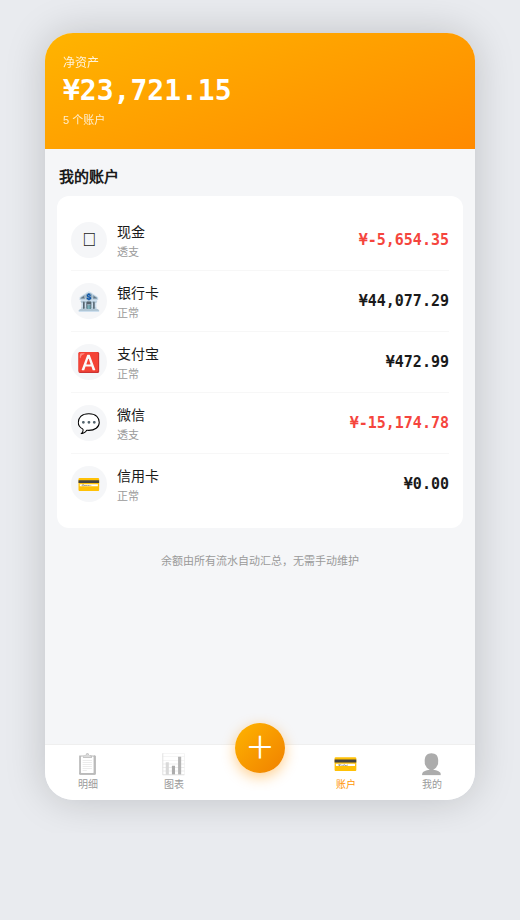 净资产
¥23,721.15
5 个账户
我的账户
现金
透支
¥-5,654.35
银行卡
正常
¥44,077.29
支付宝
正常
¥472.99
微信
透支
¥-15,174.78
信用卡
正常
¥0.00
余额由所有流水自动汇总，无需手动维护
明细
图表
账户
我的